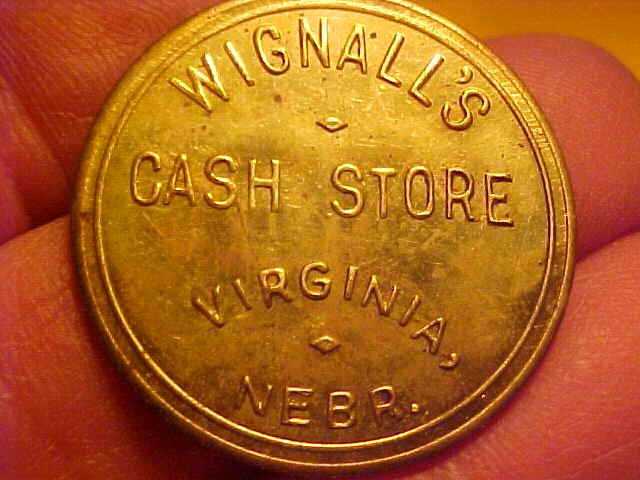 WIGNALL'S
CASH STORE
VIRGINIA,
NEBR.